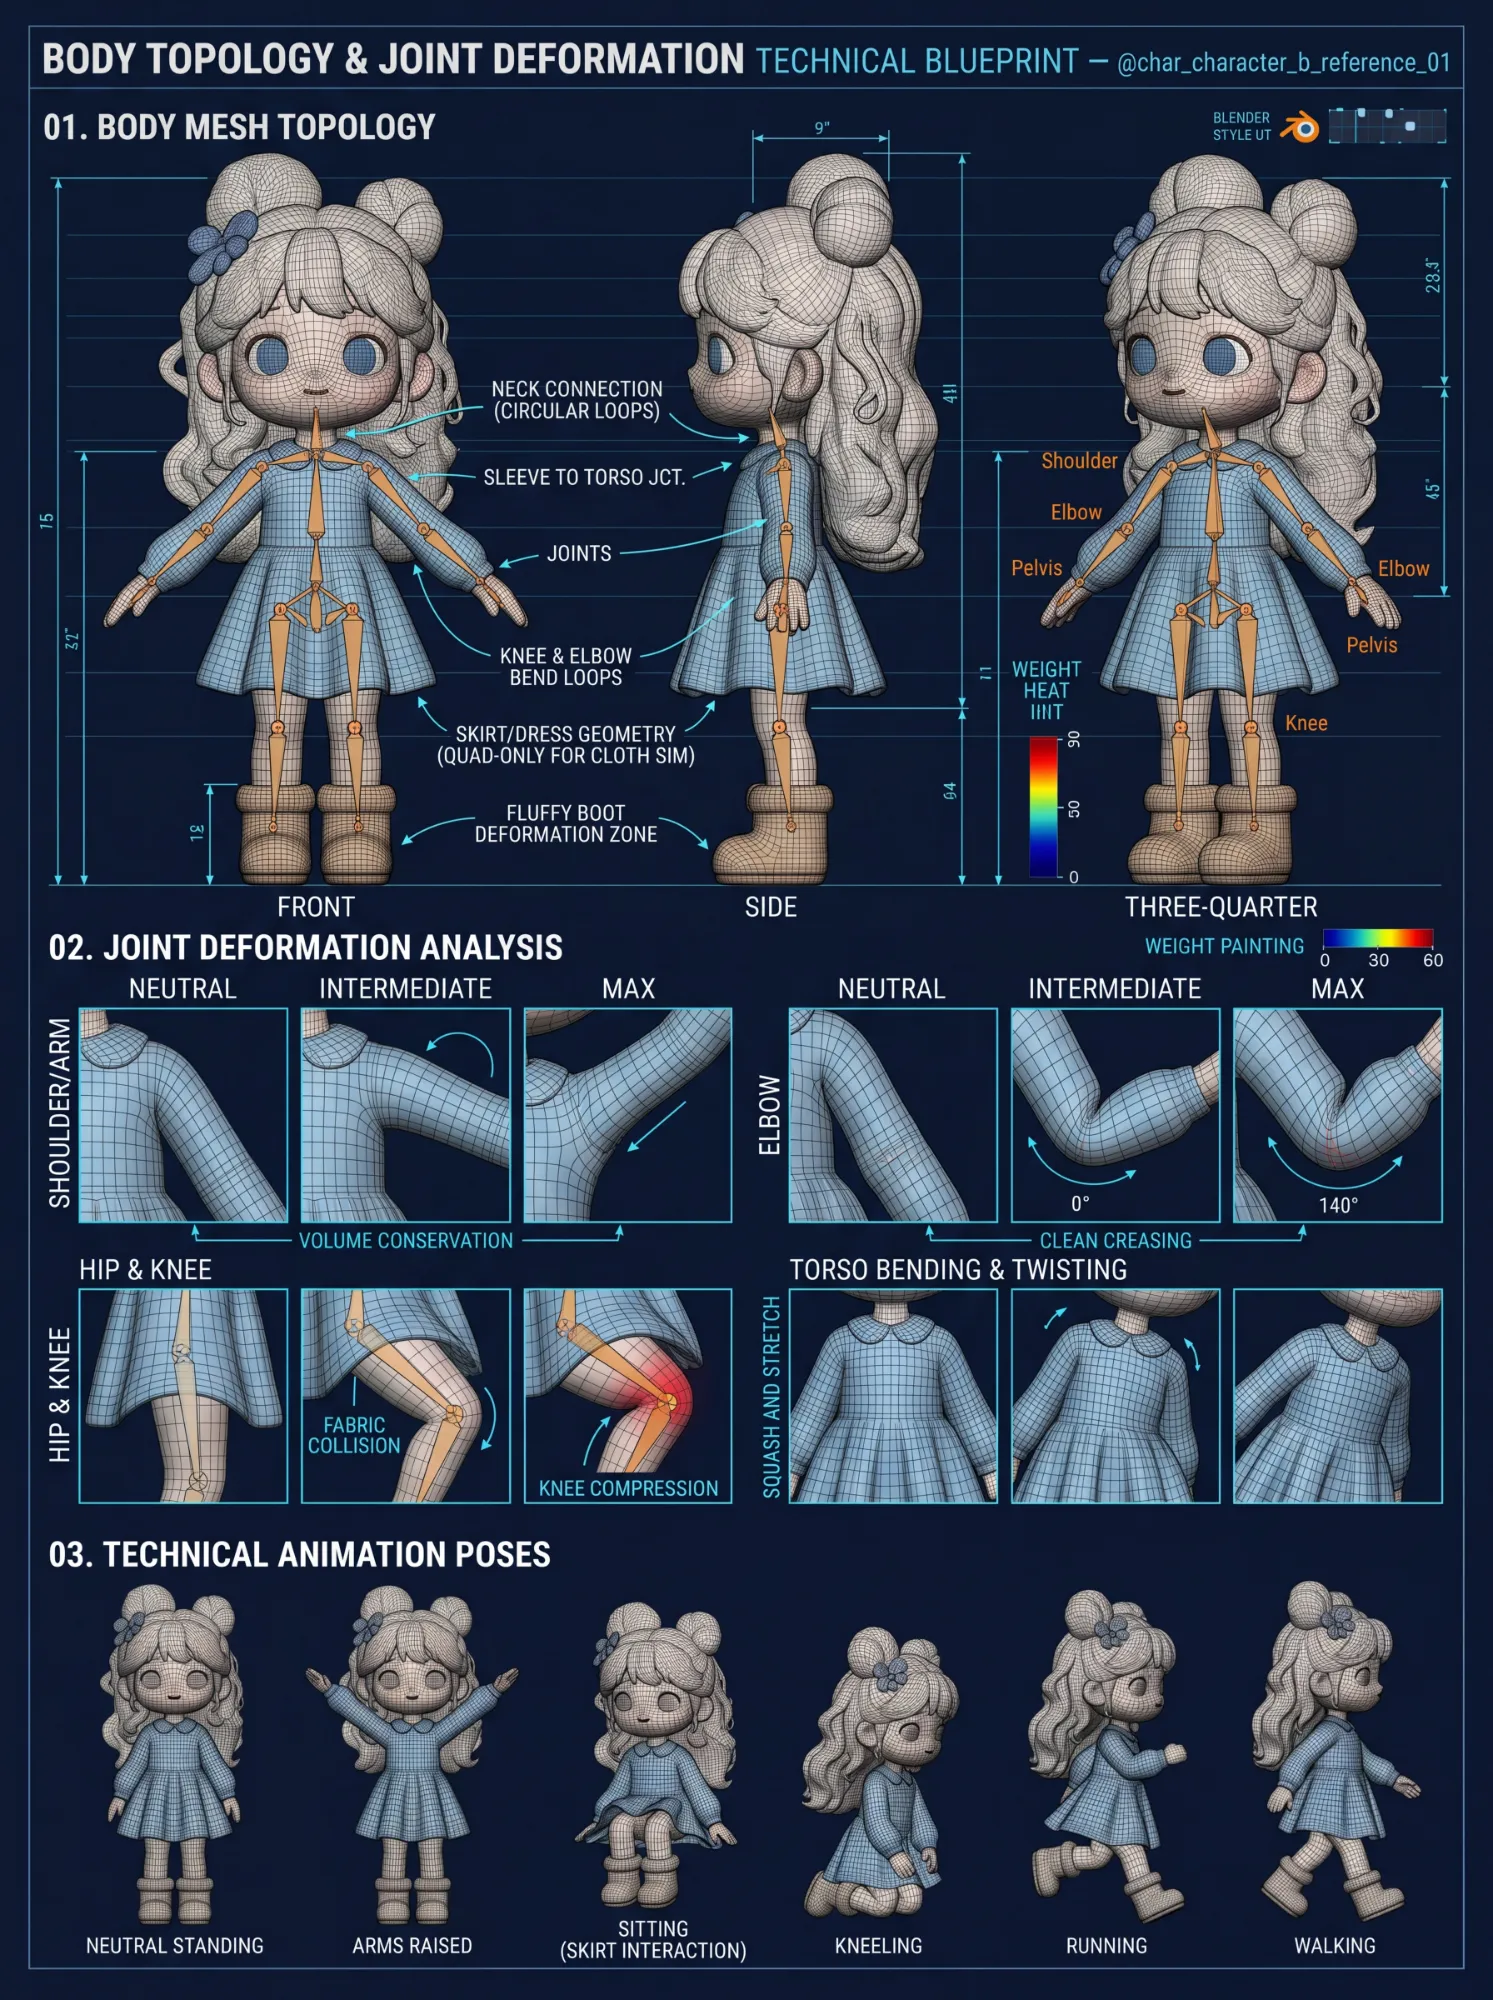 BODY TOPOLOGY & JOINT DEFORMATION TECHNICAL BLUEPRINT — @char_character_b_reference_01
01. BODY MESH TOPOLOGY
BLENDER
STYLE UT
9"
15
32"
NECK CONNECTION
(CIRCULAR LOOPS)
SLEEVE TO TORSO JCT.
JOINTS
KNEE & ELBOW
BEND LOOPS
SKIRT/DRESS GEOMETRY
(QUAD-ONLY FOR CLOTH SIM)
FLUFFY BOOT
DEFORMATION ZONE
11
45"
Shoulder
Elbow
Pelvis
Elbow
Pelvis
Knee
WEIGHT
HEAT
90
50
0
FRONT
SIDE
THREE-QUARTER
02. JOINT DEFORMATION ANALYSIS
WEIGHT PAINTING
0 30 60
NEUTRAL
INTERMEDIATE
MAX
SHOULDER/ARM
VOLUME CONSERVATION
NEUTRAL
INTERMEDIATE
MAX
ELBOW
0°
140°
CLEAN CREASING
HIP & KNEE
HIP & KNEE
FABRIC
COLLISION
KNEE COMPRESSION
TORSO BENDING & TWISTING
SQUASH AND STRETCH
03. TECHNICAL ANIMATION POSES
NEUTRAL STANDING
ARMS RAISED
SITTING
(SKIRT INTERACTION)
KNEELING
RUNNING
WALKING